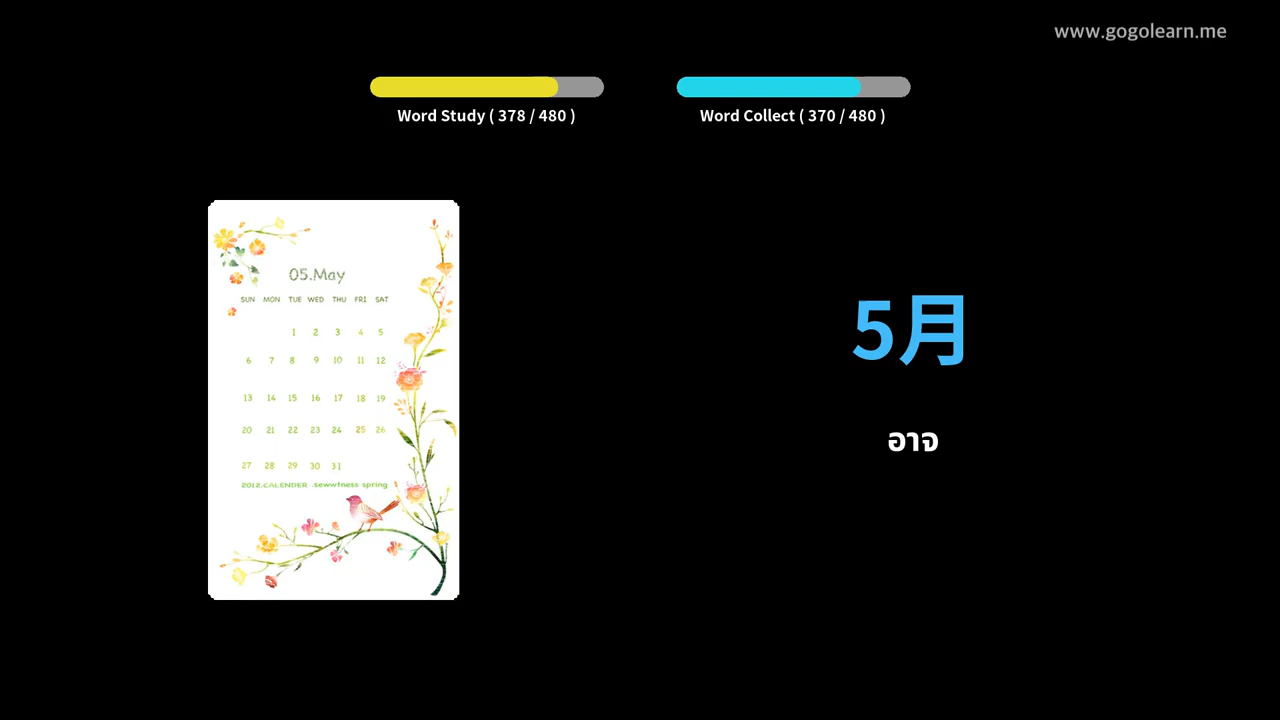 www.gogolearn.me
Word Study ( 378 / 480 )
Word Collect ( 370 / 480 )
05.May
SUN MON TUE WED THU FRI SAT
1 2 3 4 5
6 7 8 9 10 11 12
13 14 15 16 17 18 19
20 21 22 23 24 25 26
27 28 29 30 31
2012.CALENDER .sewwtness spring
5月
อาจ